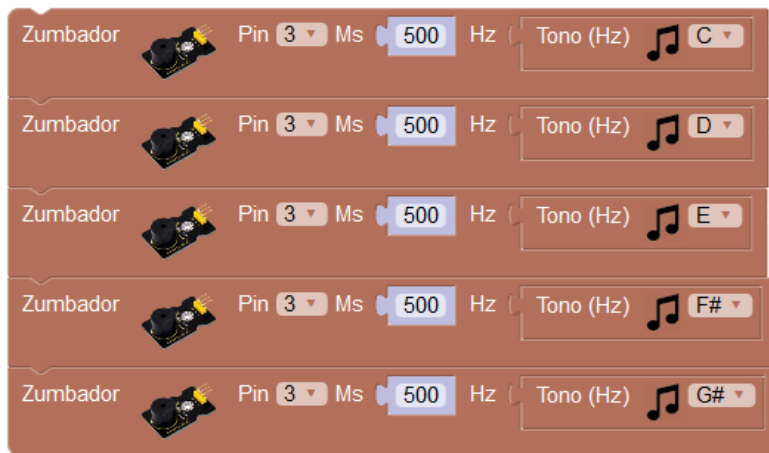 Zumbador Pin 3 Ms 500 Hz Tono (Hz) C
Zumbador Pin 3 Ms 500 Hz Tono (Hz) D
Zumbador Pin 3 Ms 500 Hz Tono (Hz) E
Zumbador Pin 3 Ms 500 Hz Tono (Hz) F#
Zumbador Pin 3 Ms 500 Hz Tono (Hz) G#